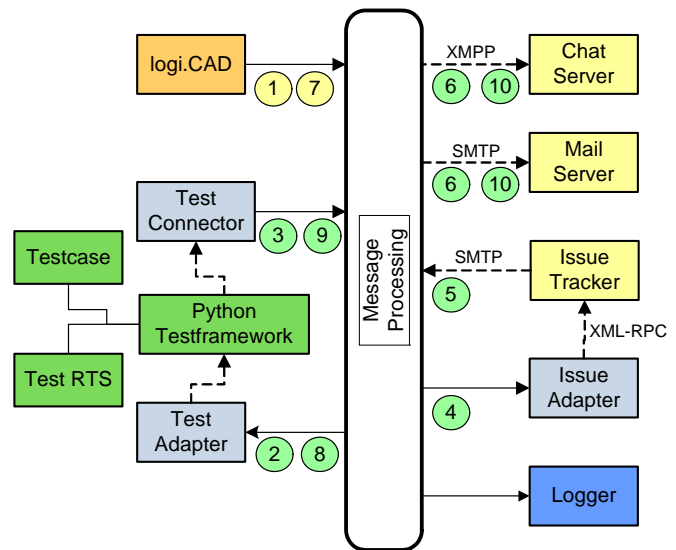 logi.CAD
1
7
XMPP
6
10
Chat
Server
SMTP
6
10
Mail
Server
Test
Connector
3
9
Testcase
Python
Testframework
Test RTS
Test
Adapter
2
8
Message
Processing
SMTP
5
Issue
Tracker
XML-RPC
4
Issue
Adapter
Logger